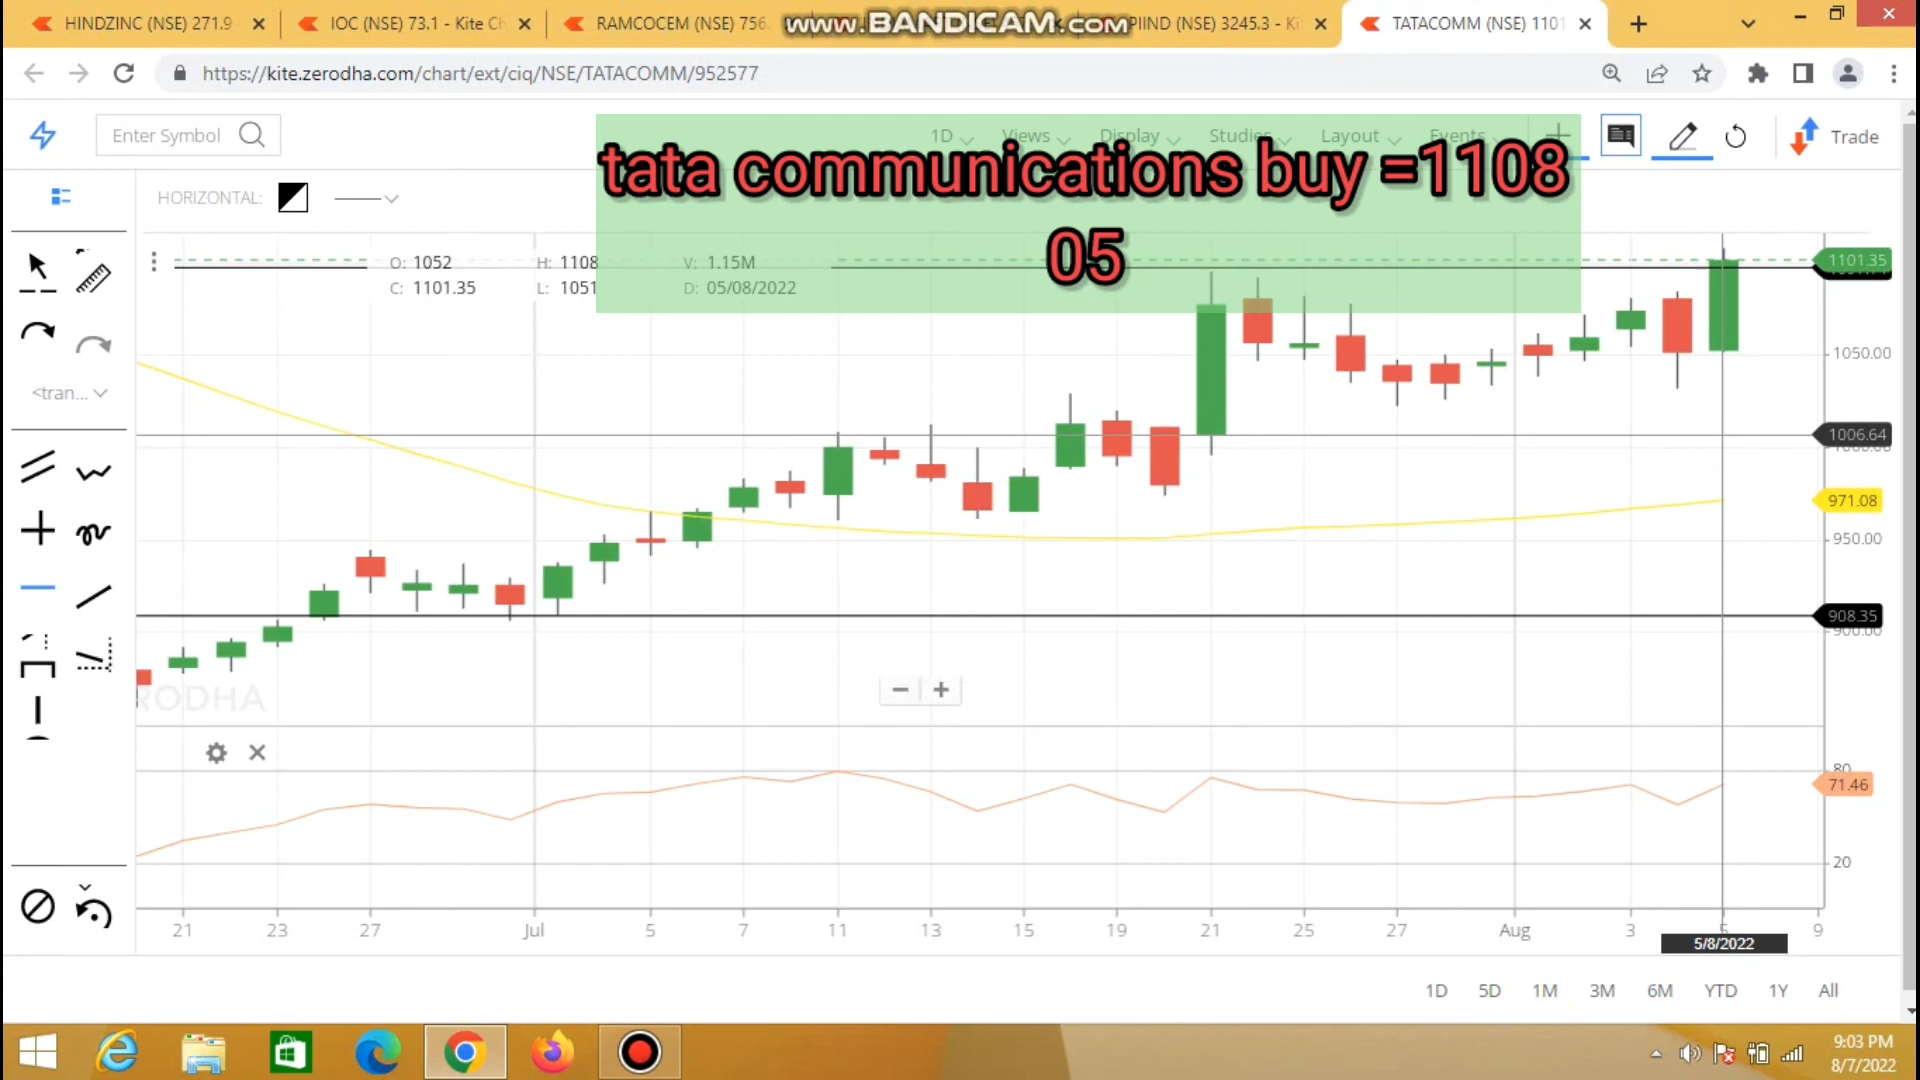 HINDZINC (NSE) 271.9
IOC (NSE) 73.1 - Kite Ch
RAMCOCEM (NSE) 756
www.BANDICAM.com
PIIND (NSE) 3245.3 - Ki
TATACOMM (NSE) 1101
https://kite.zerodha.com/chart/ext/ciq/NSE/TATACOMM/952577
Enter Symbol
1D
Views
Display
Studies
Layout
Events
Trade
tata communications buy =1108
05
HORIZONTAL:
O: 1052
H: 1108
V: 1.15M
C: 1101.35
L: 1051
D: 05/08/2022
<tran...
1101.35
1050.00
1006.64
971.08
950.00
908.35
900.00
RODHA
80
71.46
20
21
23
27
Jul
5
7
11
13
15
19
21
25
27
Aug
3
5
9
5/8/2022
1D
5D
1M
3M
6M
YTD
1Y
All
9:03 PM
8/7/2022